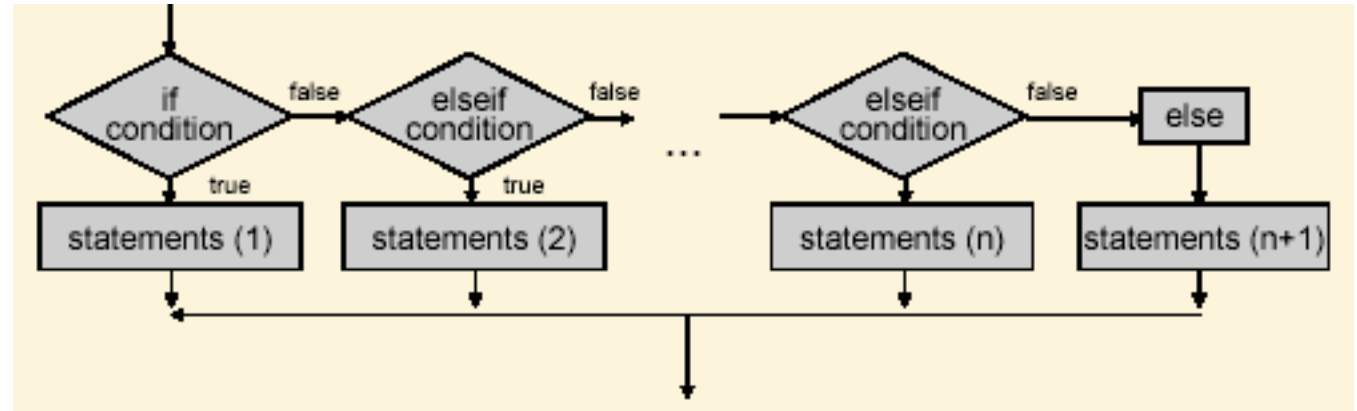 if
condition
false
elseif
condition
false
...
elseif
condition
false
else
true
true
statements (1)
statements (2)
statements (n)
statements (n+1)